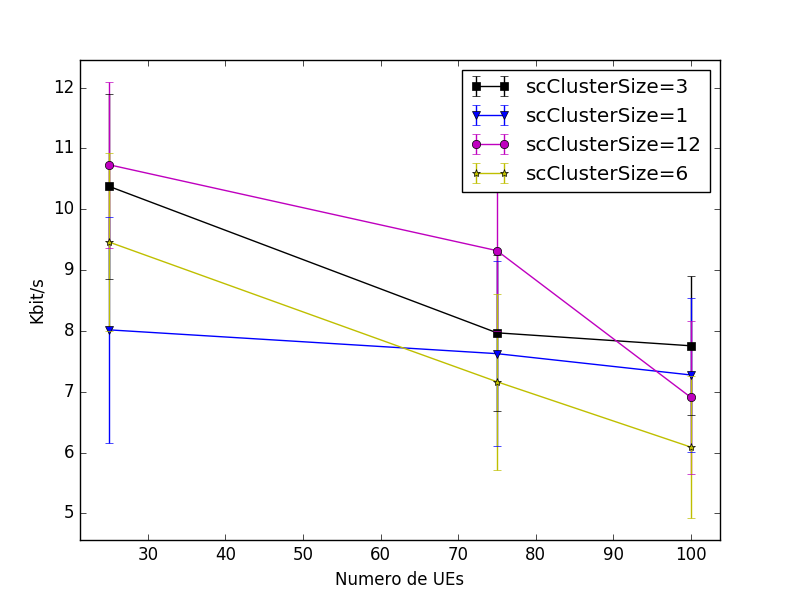 12
11
10
9
8
7
6
5
Kbit/s
scClusterSize=3
scClusterSize=1
scClusterSize=12
scClusterSize=6
30 40 50 60 70 80 90 100
Numero de UEs